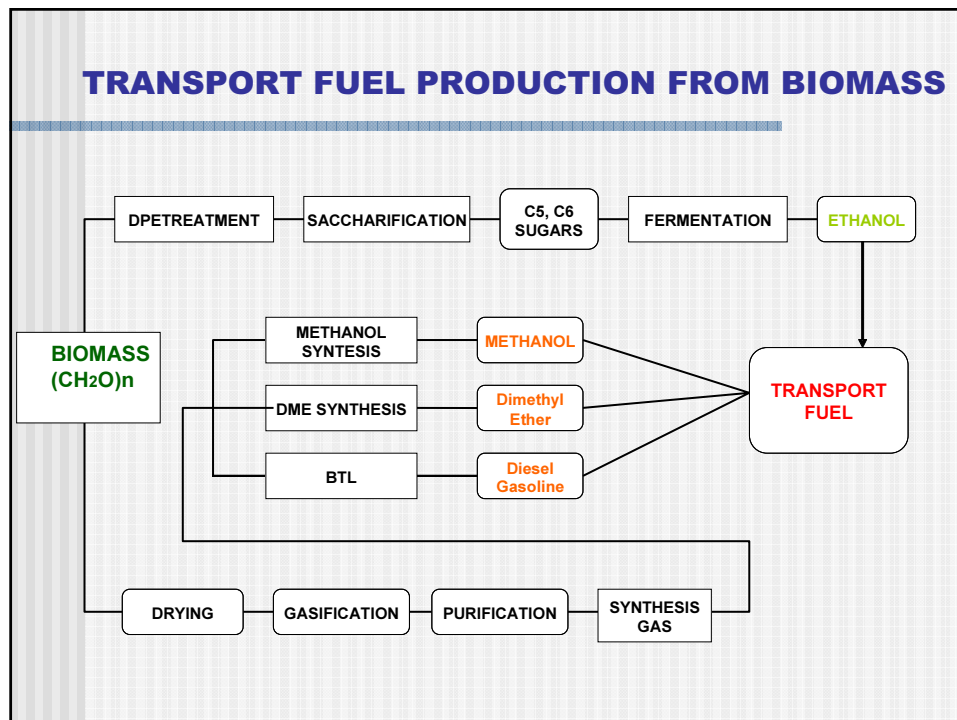 TRANSPORT FUEL PRODUCTION FROM BIOMASS
DPETREATMENT
SACCHARIFICATION
C5, C6
SUGARS
FERMENTATION
ETHANOL
BIOMASS
(CH2O)n
METHANOL
SYNTESIS
METHANOL
DME SYNTHESIS
Dimethyl
Ether
BTL
Diesel
Gasoline
TRANSPORT
FUEL
DRYING
GASIFICATION
PURIFICATION
SYNTHESIS
GAS